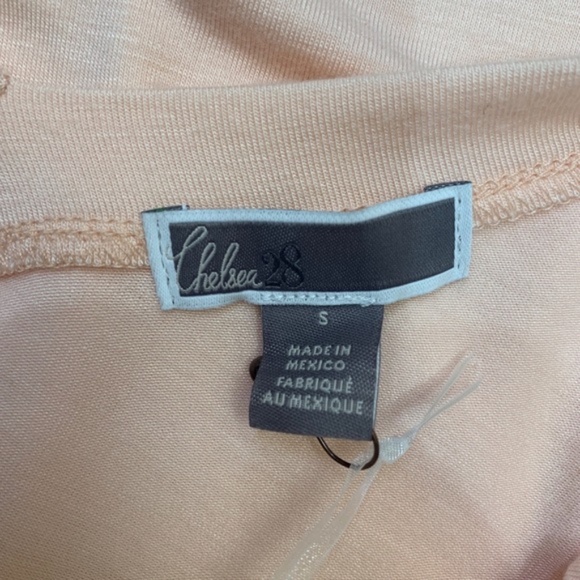 Chelsea28
S
MADE IN
MEXICO
FABRIQUÉ
AU MEXIQUE